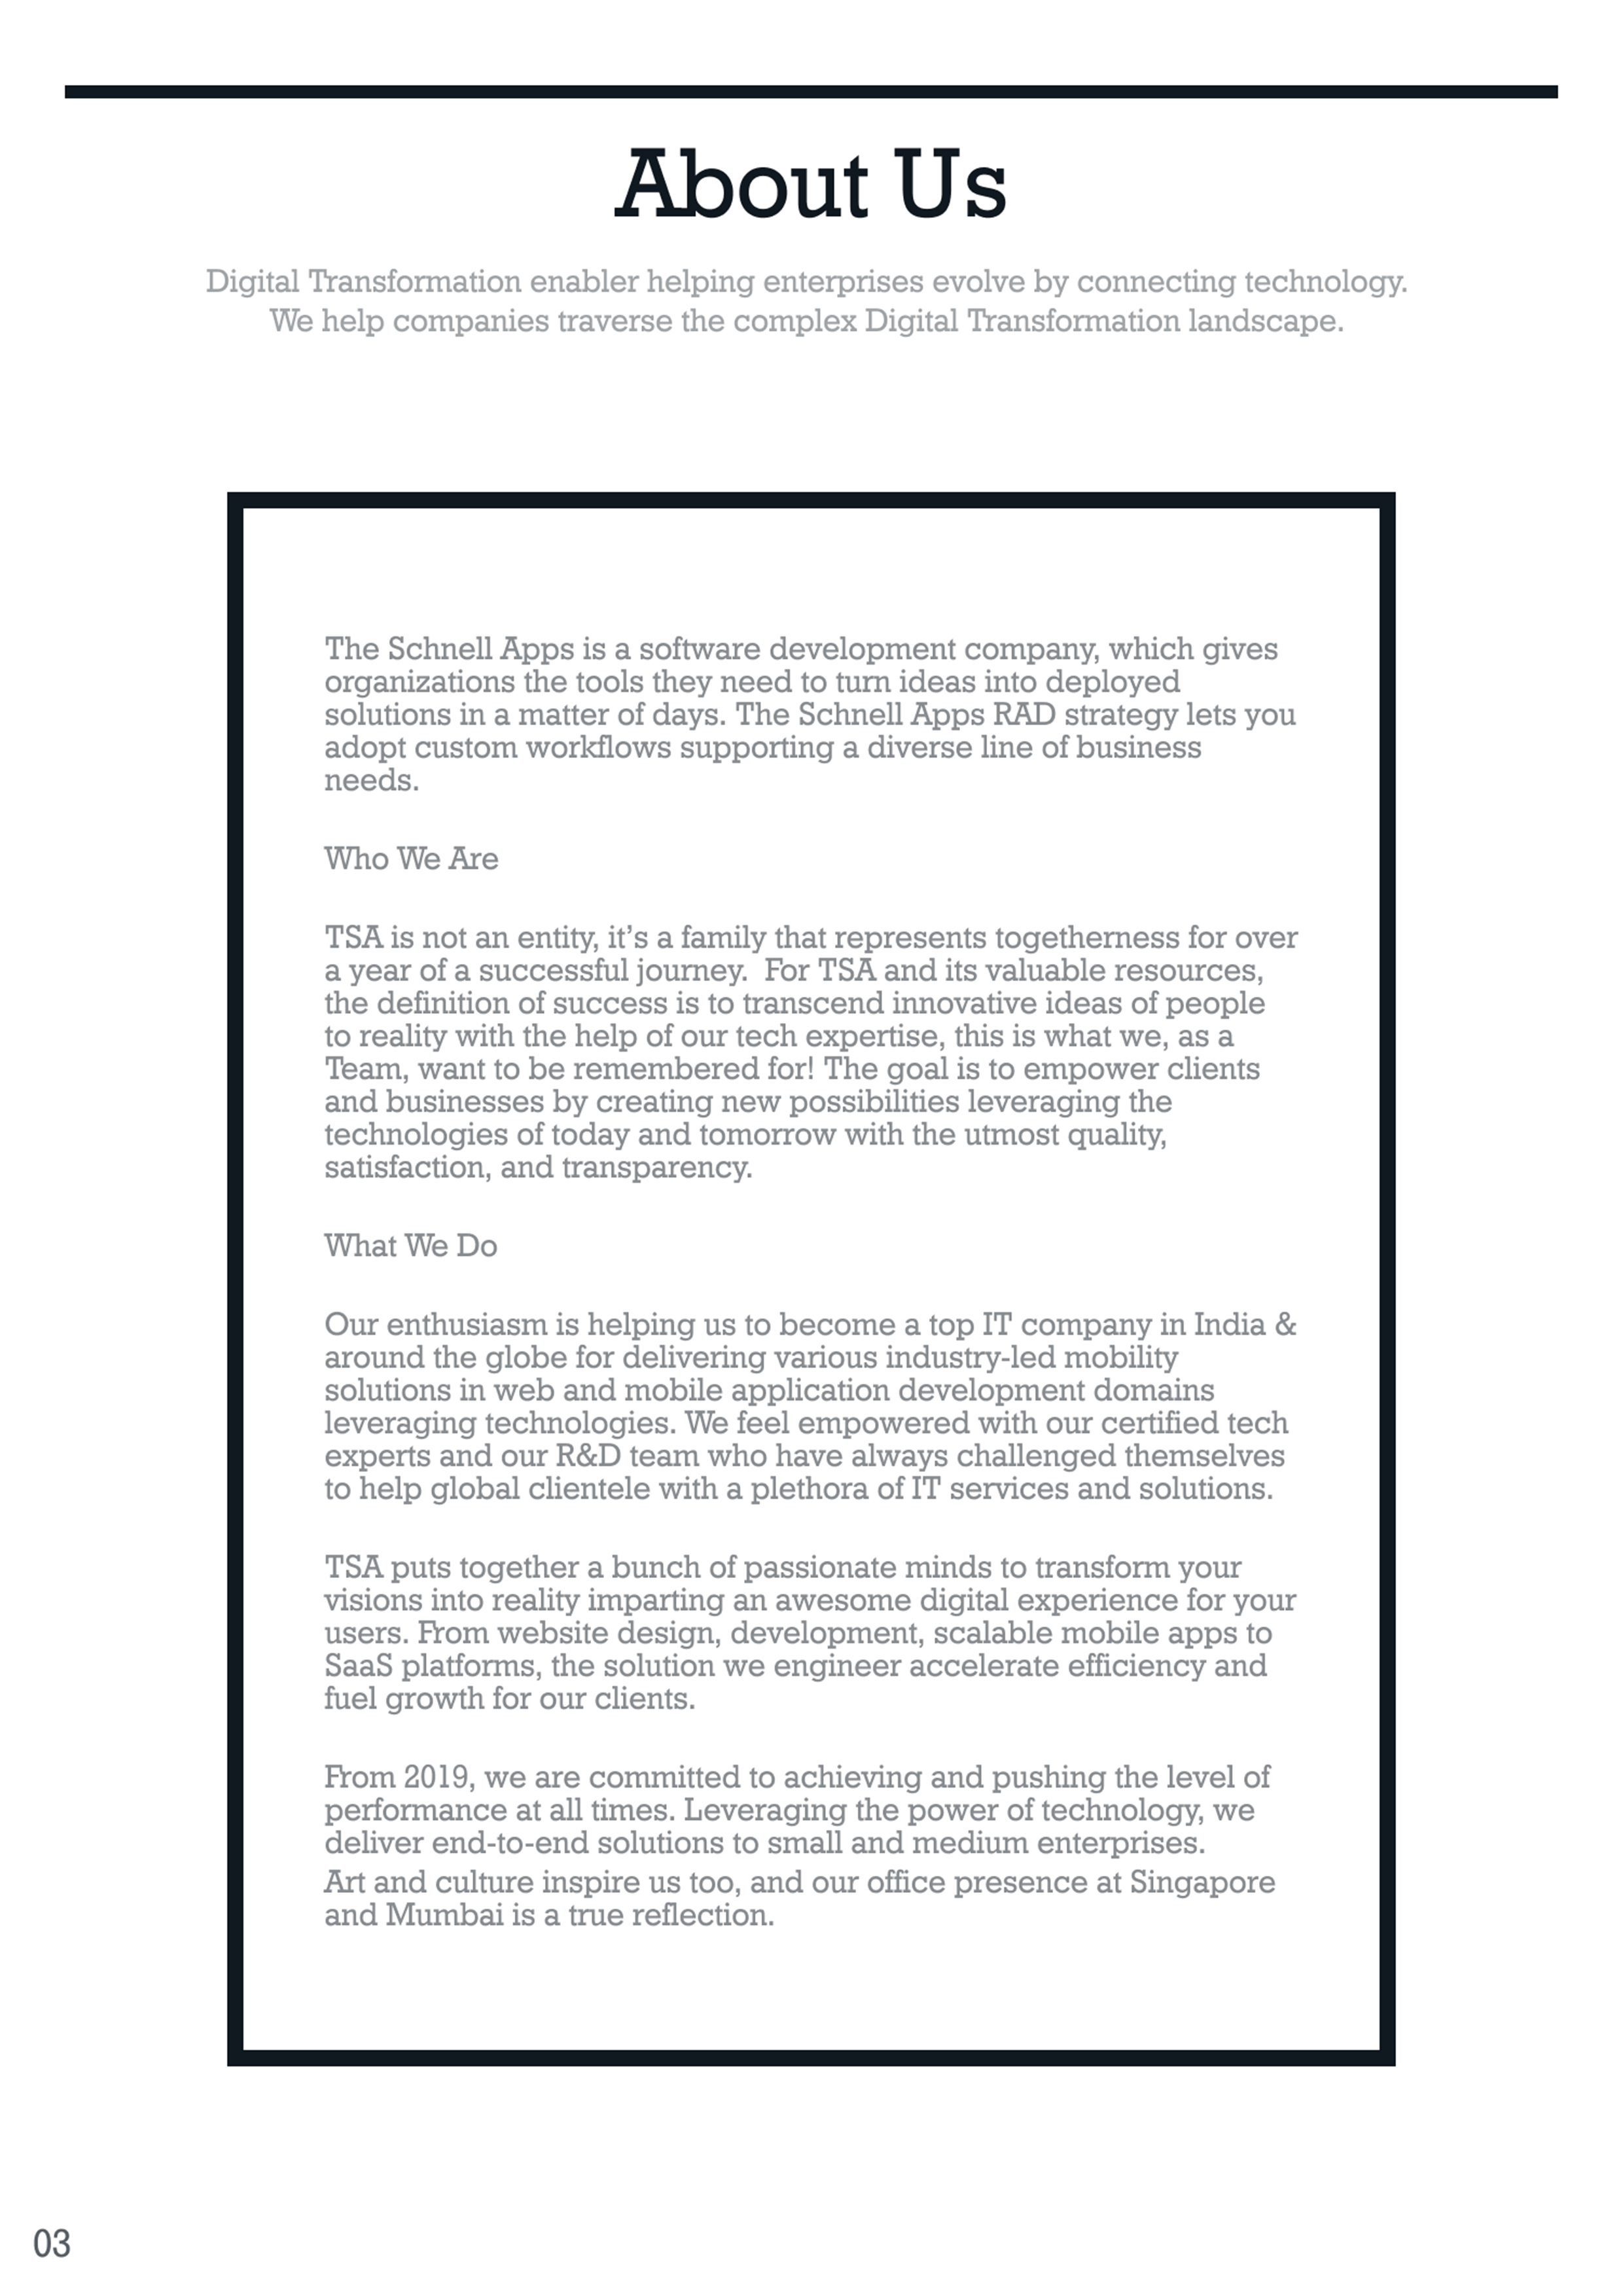 About Us
Digital Transformation enabler helping enterprises evolve by connecting technology.
We help companies traverse the complex Digital Transformation landscape.
The Schnell Apps is a software development company, which gives
organizations the tools they need to turn ideas into deployed
solutions in a matter of days. The Schnell Apps RAD strategy lets you
adopt custom workflows supporting a diverse line of business
needs.
Who We Are
TSA is not an entity, it’s a family that represents togetherness for over
a year of a successful journey.  For TSA and its valuable resources,
the definition of success is to transcend innovative ideas of people
to reality with the help of our tech expertise, this is what we, as a
Team, want to be remembered for! The goal is to empower clients
and businesses by creating new possibilities leveraging the
technologies of today and tomorrow with the utmost quality,
satisfaction, and transparency.
What We Do
Our enthusiasm is helping us to become a top IT company in India &
around the globe for delivering various industry-led mobility
solutions in web and mobile application development domains
leveraging technologies. We feel empowered with our certified tech
experts and our R&D team who have always challenged themselves
to help global clientele with a plethora of IT services and solutions.
TSA puts together a bunch of passionate minds to transform your
visions into reality imparting an awesome digital experience for your
users. From website design, development, scalable mobile apps to
SaaS platforms, the solution we engineer accelerate efficiency and
fuel growth for our clients.
From 2019, we are committed to achieving and pushing the level of
performance at all times. Leveraging the power of technology, we
deliver end-to-end solutions to small and medium enterprises.
Art and culture inspire us too, and our office presence at Singapore
and Mumbai is a true reflection.
03